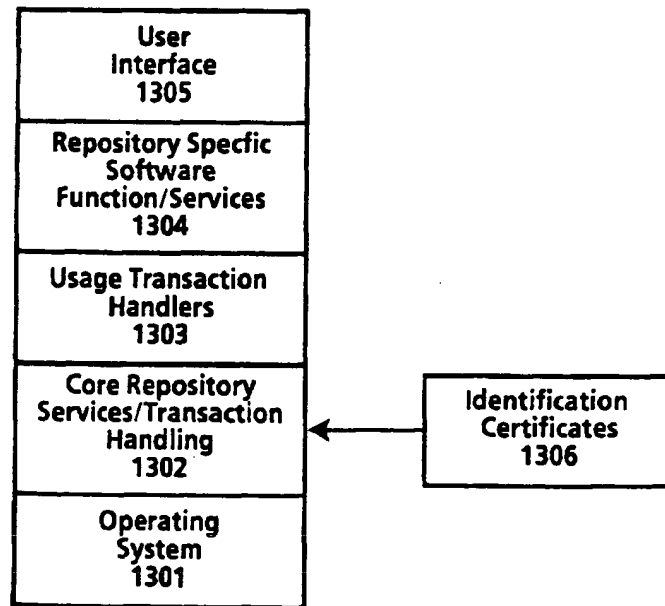 User
Interface
1305
Repository Specfic
Software
Function/Services
1304
Usage Transaction
Handlers
1303
Core Repository
Services/Transaction
Handling
1302
Identification
Certificates
1306
Operating
System
1301